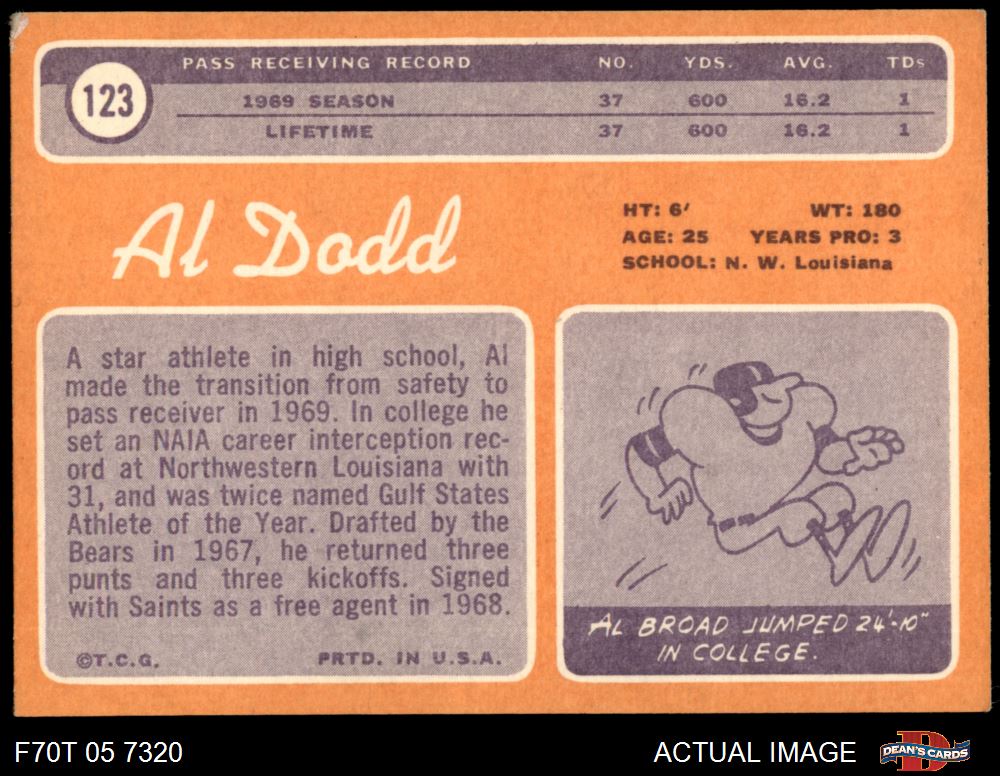 PASS RECEIVING RECORD NO. YDS. AVG. TDs
123
1969 SEASON 37 600 16.2 1
LIFETIME 37 600 16.2 1
Al Dodd
HT: 6' WT: 180
AGE: 25 YEARS PRO: 3
SCHOOL: N. W. Louisiana
A star athlete in high school, Al
made the transition from safety to
pass receiver in 1969. In college he
set an NAIA career interception rec-
ord at Northwestern Louisiana with
31, and was twice named Gulf States
Athlete of the Year. Drafted by the
Bears in 1967, he returned three
punts and three kickoffs. Signed
with Saints as a free agent in 1968.
©T.C.G. PRTD. IN U.S.A.
AL BROAD JUMPED 24'-10"
IN COLLEGE.
F70T 05 7320 ACTUAL IMAGE DEAN'S CARDS